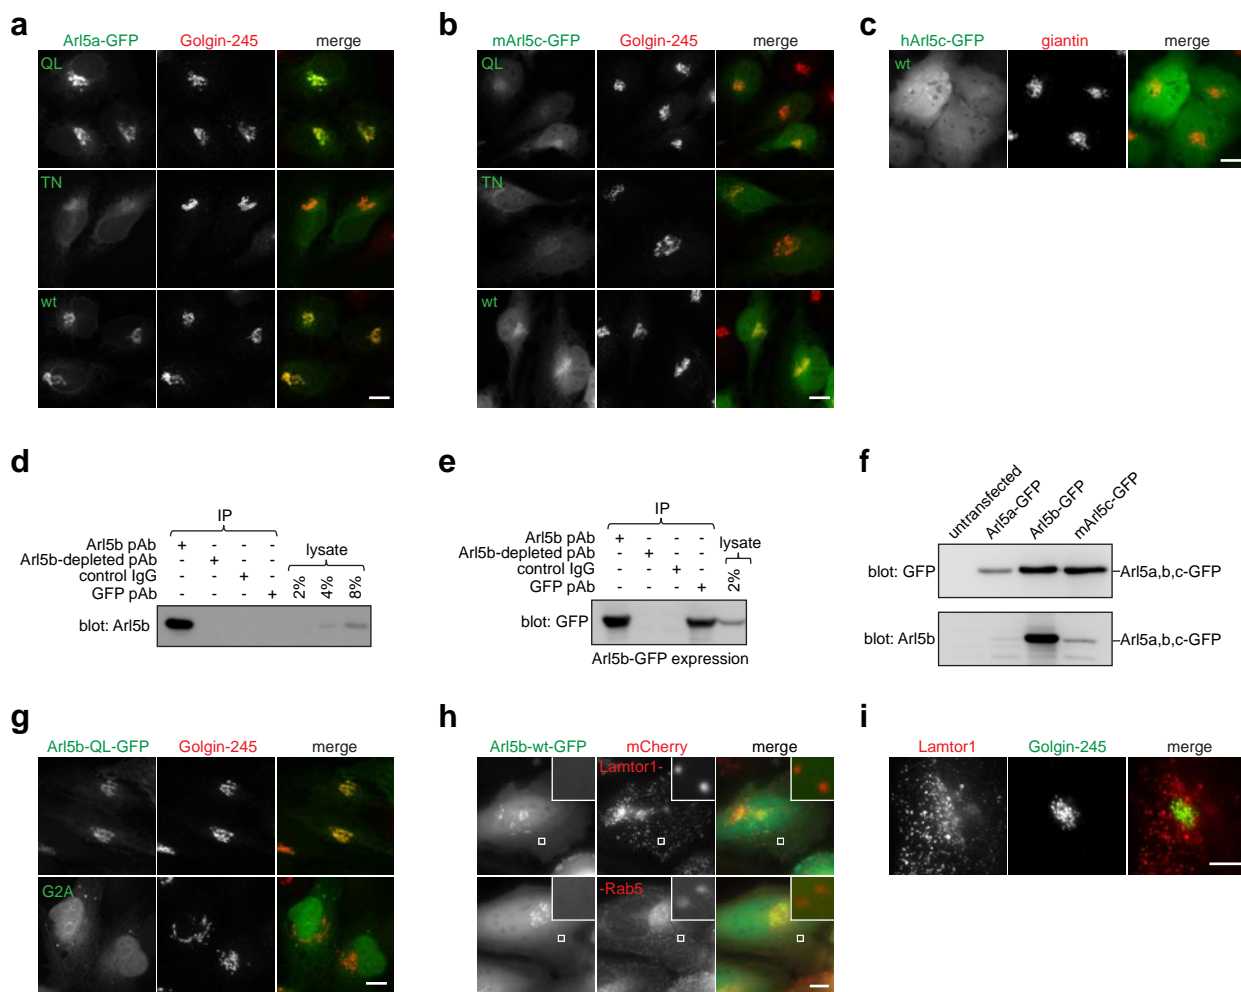 a
Arl5a-GFP Golgin-245 merge
QL
TN
wt
b
mArl5c-GFP Golgin-245 merge
QL
TN
wt
c
hArl5c-GFP giantin merge
wt
d
IP
lysate
Arl5b pAb + - - -
Arl5b-depleted pAb - + - -
control IgG - - + -
GFP pAb - - - + 2% 4% 8%
blot: Arl5b
e
IP
lysate
Arl5b pAb + - - -
Arl5b-depleted pAb - + - -
control IgG - - + -
GFP pAb - - - + 2%
blot: GFP
Arl5b-GFP expression
f
untransfected Arl5a-GFP Arl5b-GFP mArl5c-GFP
blot: GFP Arl5a,b,c-GFP
blot: Arl5b Arl5a,b,c-GFP
g
Arl5b-QL-GFP Golgin-245 merge
G2A
h
Arl5b-wt-GFP mCherry merge
Lamtor1-
-Rab5
i
Lamtor1 Golgin-245 merge